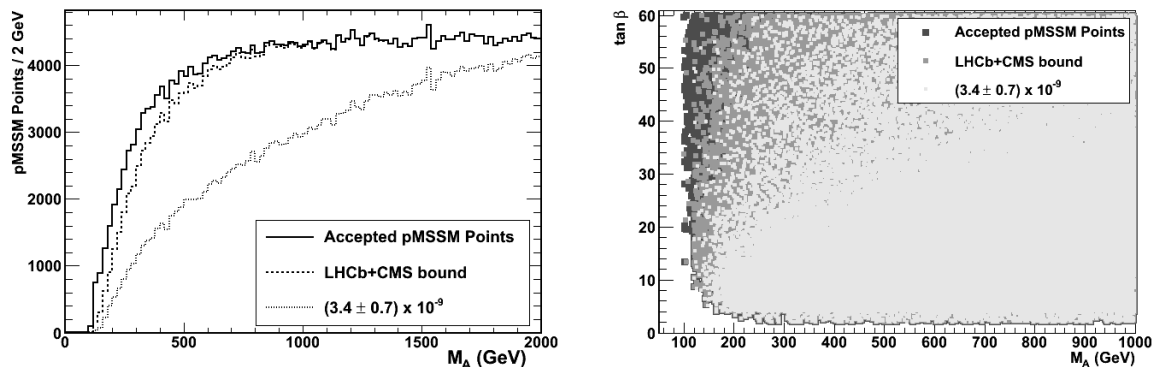 pMSSM Points / 2 GeV
4000
3000
2000
1000
0
Accepted pMSSM Points
LHCb+CMS bound
(3.4 ± 0.7) x 10⁻⁹
0 500 1000 1500 2000
M_A (GeV)
tan β
60
50
40
30
20
10
0
Accepted pMSSM Points
LHCb+CMS bound
(3.4 ± 0.7) x 10⁻⁹
100 200 300 400 500 600 700 800 900 1000
M_A (GeV)